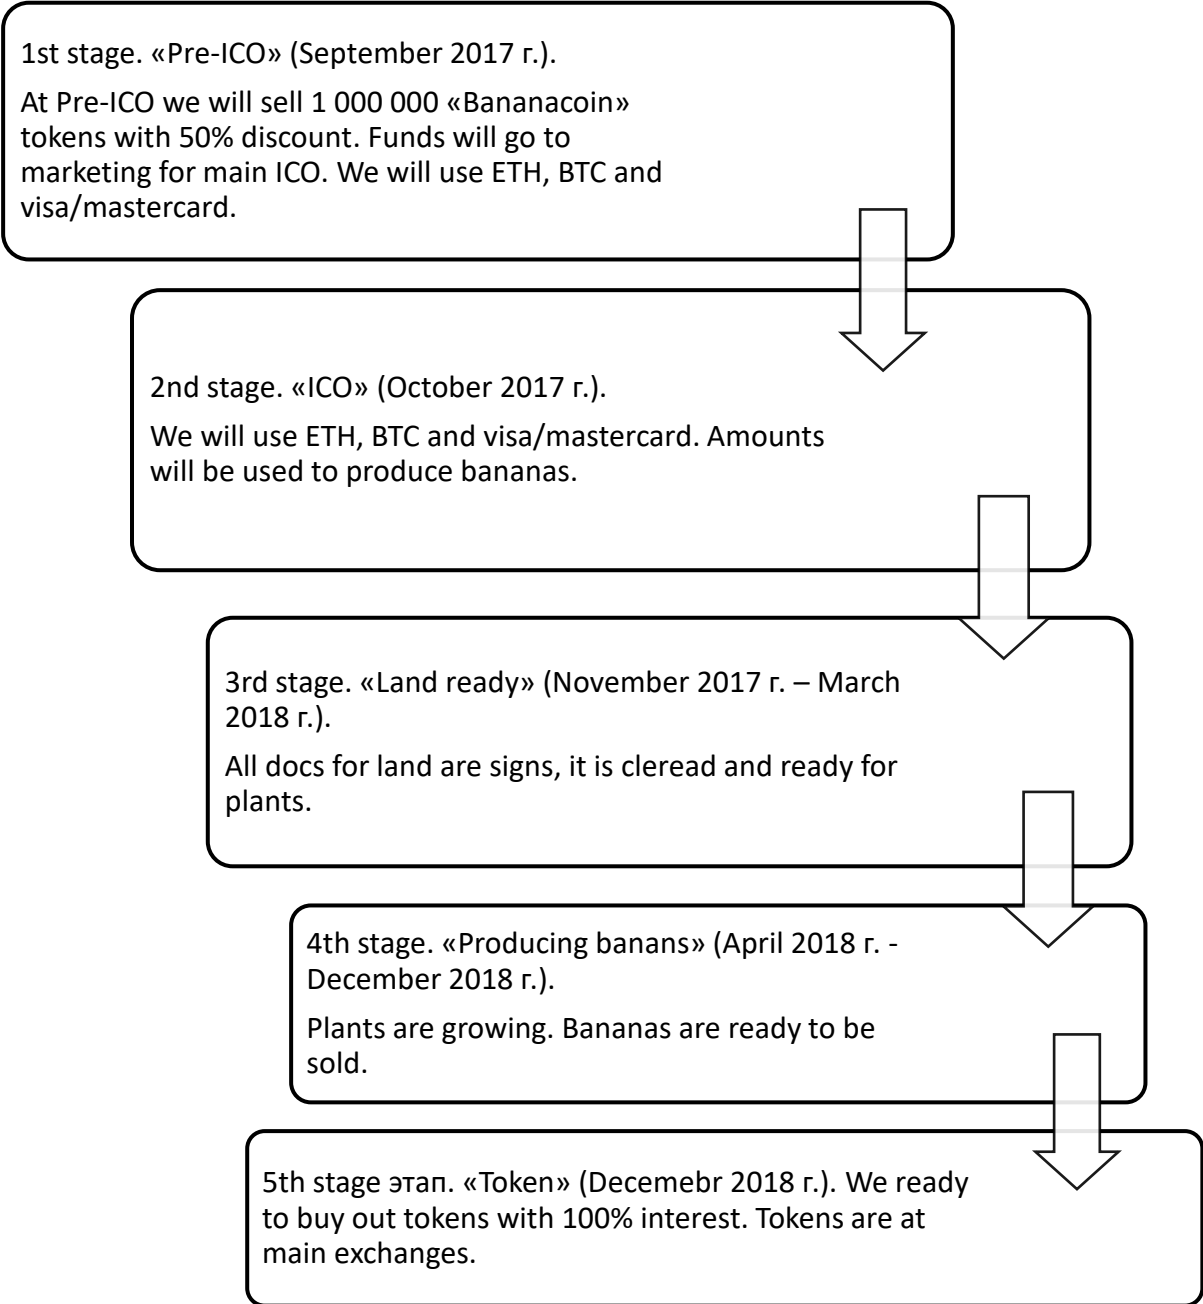 1st stage. «Pre-ICO» (September 2017 г.).
At Pre-ICO we will sell 1 000 000 «Bananacoin»
tokens with 50% discount. Funds will go to
marketing for main ICO. We will use ETH, BTC and
visa/mastercard.
2nd stage. «ICO» (October 2017 г.).
We will use ETH, BTC and visa/mastercard. Amounts
will be used to produce bananas.
3rd stage. «Land ready» (November 2017 г. – March
2018 г.).
All docs for land are signs, it is cleread and ready for
plants.
4th stage. «Producing banans» (April 2018 г. -
December 2018 г.).
Plants are growing. Bananas are ready to be
sold.
5th stage этап. «Token» (Decemebr 2018 г.). We ready
to buy out tokens with 100% interest. Tokens are at
main exchanges.